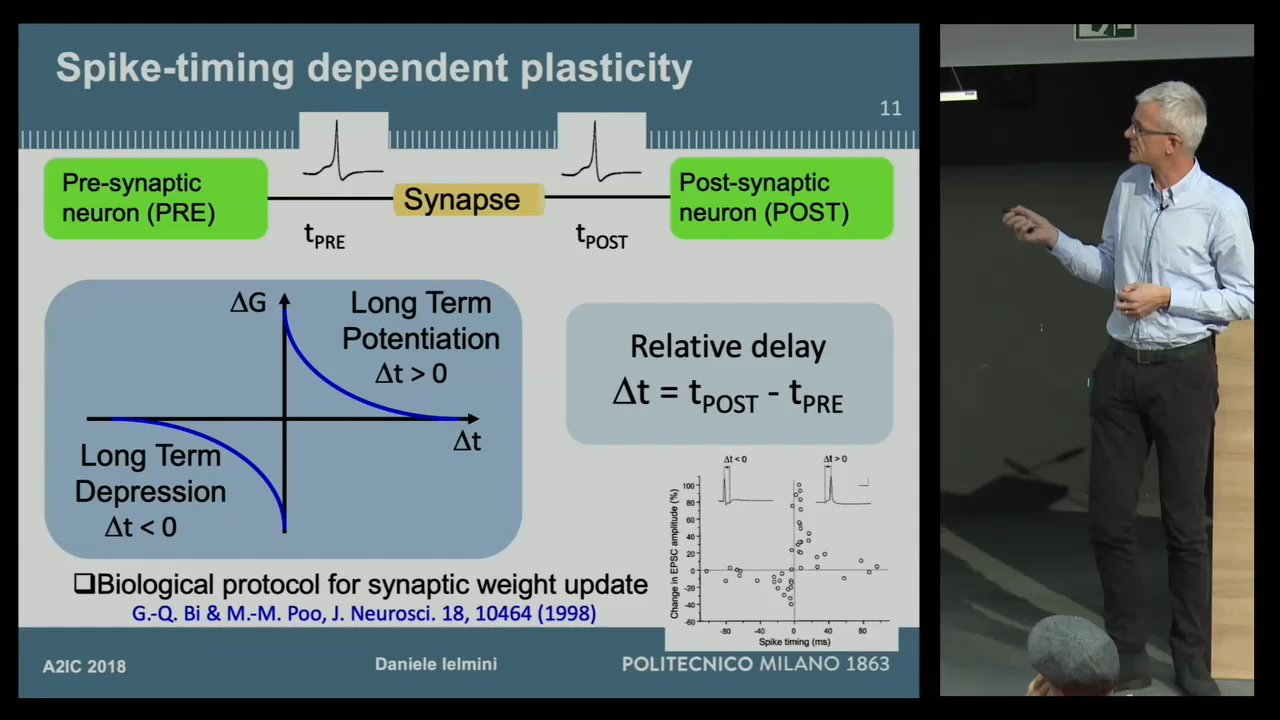 Spike-timing dependent plasticity
11
Pre-synaptic
neuron (PRE)
Synapse
Post-synaptic
neuron (POST)
tPRE
tPOST
ΔG
Long Term
Potentiation
Δt > 0
Δt
Long Term
Depression
Δt < 0
Relative delay
Δt = tPOST - tPRE
Δt < 0
Δt > 0
Change in EPSC amplitude (%)
100
80
60
40
20
0
-20
-40
-60
-80
-40
0
40
80
Spike timing (ms)
❑Biological protocol for synaptic weight update
G.-Q. Bi & M.-M. Poo, J. Neurosci. 18, 10464 (1998)
A2IC 2018
Daniele Ielmini
POLITECNICO MILANO 1863